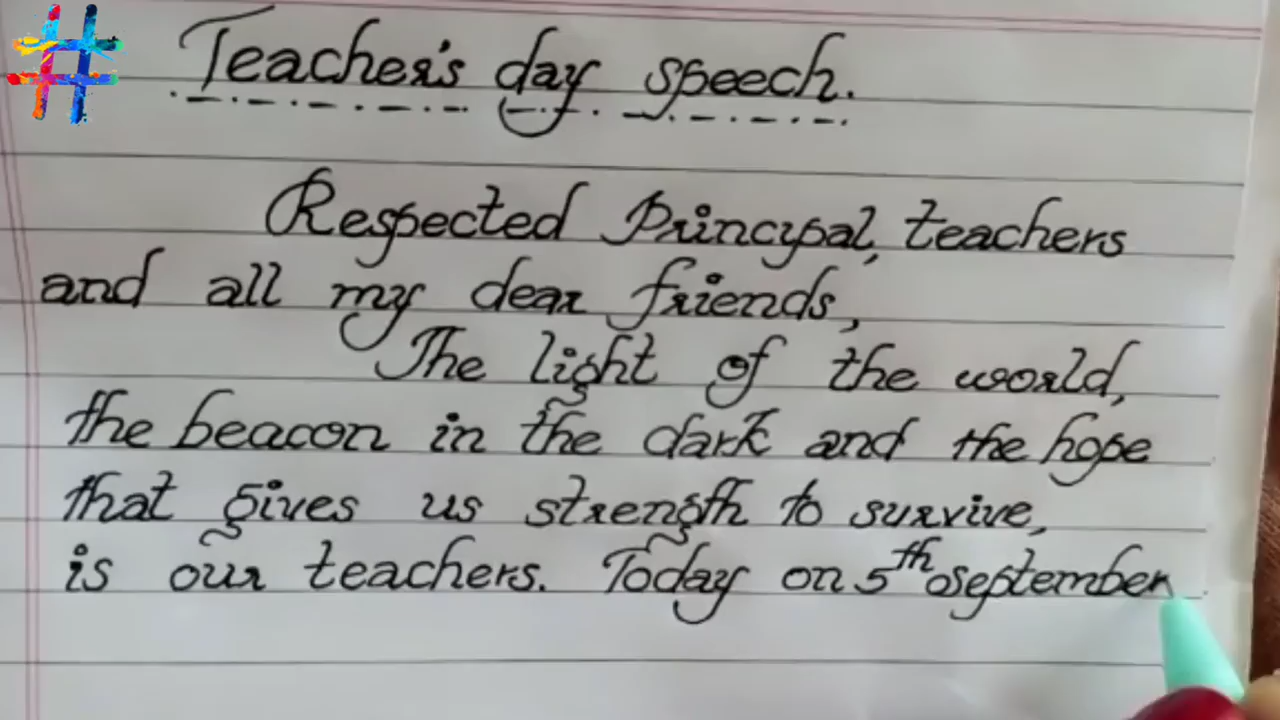 Teacher's day speech.
Respected Principal, teachers
and all my dear friends,
The light of the world,
the beacon in the dark and the hope
that gives us strength to survive,
is our teachers. Today on 5th September